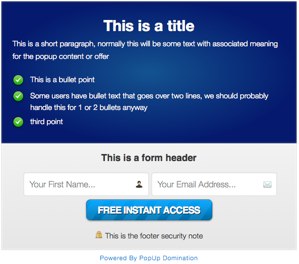 This is a title
This is a short paragraph, normally this will be some text with associated meaning
for the popup content or offer
This is a bullet point
Some users have bullet text that goes over two lines, we should probably
handle this for 1 or 2 bullets anyway
third point
This is a form header
Your First Name...
Your Email Address...
FREE INSTANT ACCESS
This is the footer security note
Powered By PopUp Domination